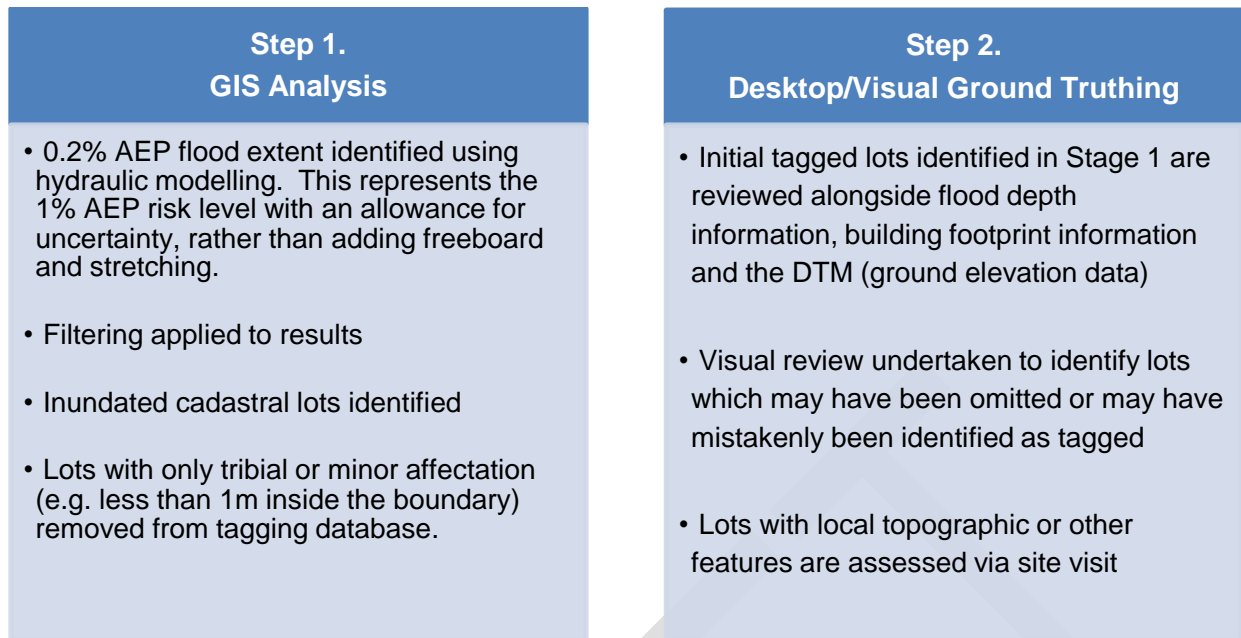 Step 1.
GIS Analysis
• 0.2% AEP flood extent identified using
hydraulic modelling.  This represents the
1% AEP risk level with an allowance for
uncertainty, rather than adding freeboard
and stretching.
• Filtering applied to results
• Inundated cadastral lots identified
• Lots with only tribial or minor affectation
(e.g. less than 1m inside the boundary)
removed from tagging database.
Step 2.
Desktop/Visual Ground Truthing
• Initial tagged lots identified in Stage 1 are
reviewed alongside flood depth
information, building footprint information
and the DTM (ground elevation data)
• Visual review undertaken to identify lots
which may have been omitted or may have
mistakenly been identified as tagged
• Lots with local topographic or other
features are assessed via site visit